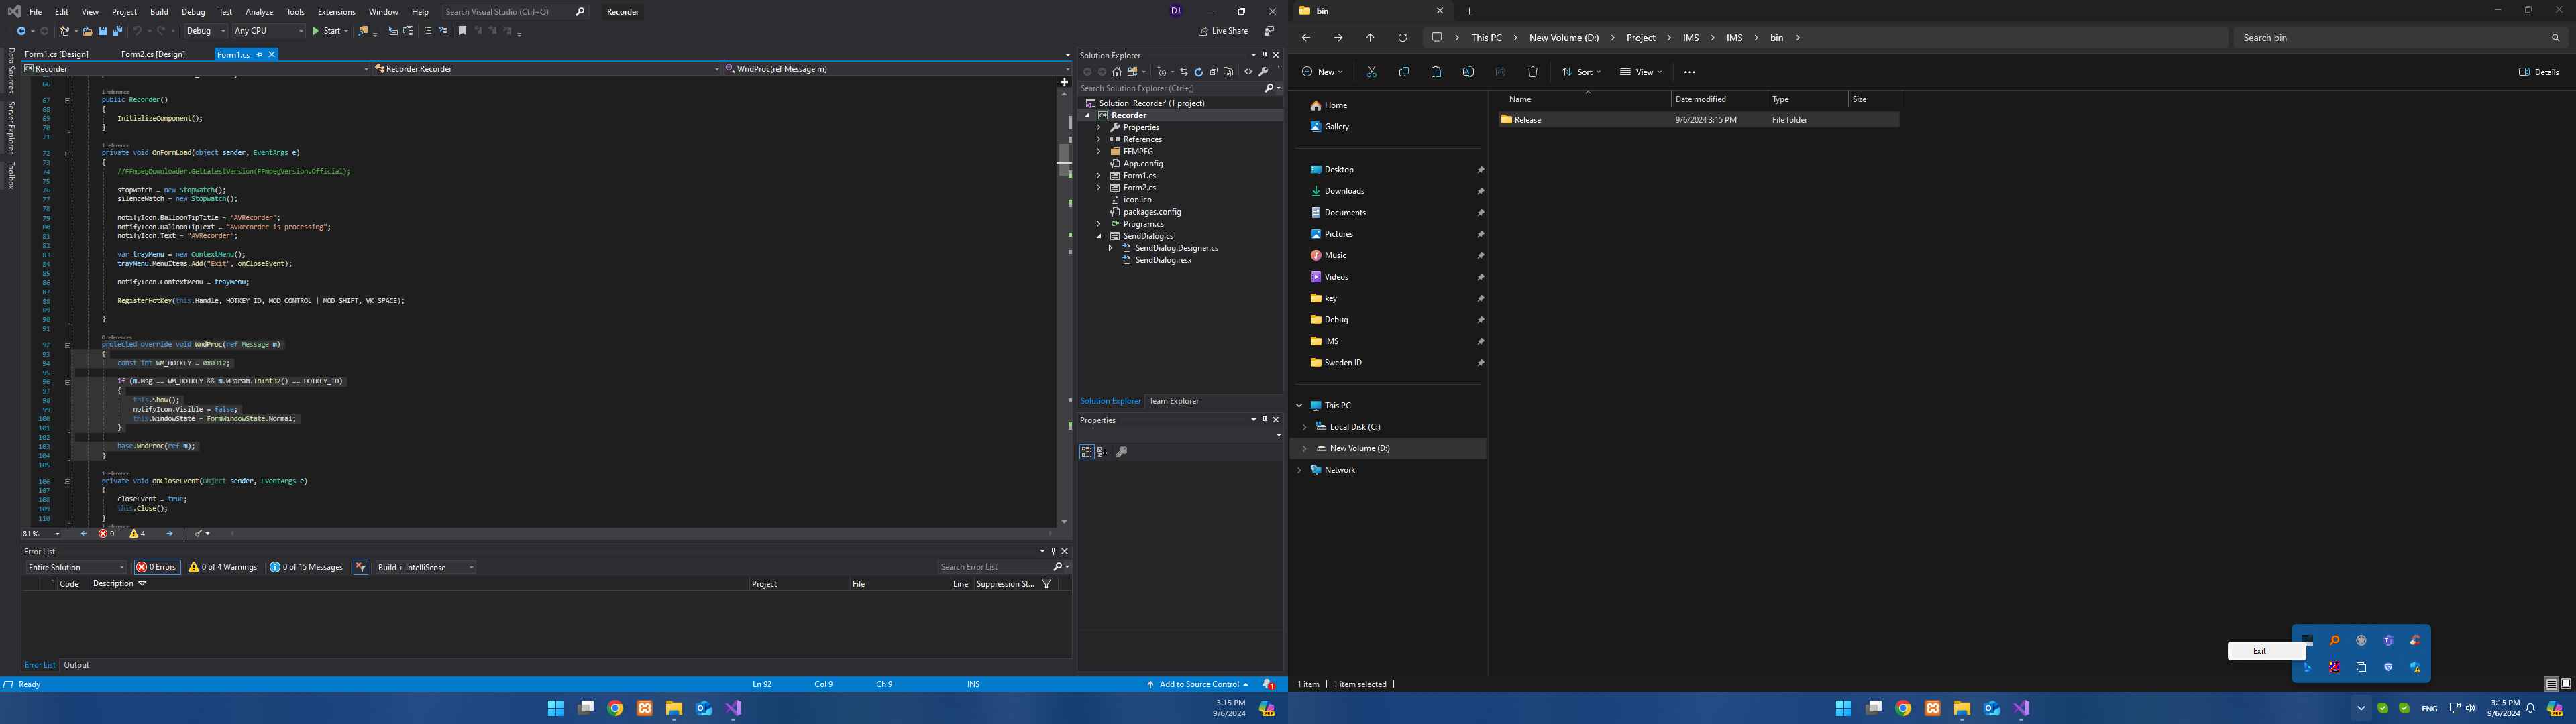 File Edit View Project Build Debug Test Analyze Tools Extensions Window Help Search Visual Studio (Ctrl+Q) Recorder DJ
Debug Any CPU Start Live Share
Form1.cs [Design] Form2.cs [Design] Form1.cs
Recorder Recorder.Recorder WndProc(ref Message m)
66
1 reference
67 public Recorder()
68 {
69 InitializeComponent();
70 }
71
1 reference
72 private void OnFormLoad(object sender, EventArgs e)
73 {
74 //FFmpegDownloader.GetLatestVersion(FFmpegVersion.Official);
75
76 stopwatch = new Stopwatch();
77 silenceWatch = new Stopwatch();
78
79 notifyIcon.BalloonTipTitle = "AVRecorder";
80 notifyIcon.BalloonTipText = "AVRecorder is processing";
81 notifyIcon.Text = "AVRecorder";
82
83 var trayMenu = new ContextMenu();
84 trayMenu.MenuItems.Add("Exit", onCloseEvent);
85
86 notifyIcon.ContextMenu = trayMenu;
87
88 RegisterHotKey(this.Handle, HOTKEY_ID, MOD_CONTROL | MOD_SHIFT, VK_SPACE);
89
90 }
91
0 references
92 protected override void WndProc(ref Message m)
93 {
94 const int WM_HOTKEY = 0x0312;
95
96 if (m.Msg == WM_HOTKEY && m.WParam.ToInt32() == HOTKEY_ID)
97 {
98 this.Show();
99 notifyIcon.Visible = false;
100 this.WindowState = FormWindowState.Normal;
101 }
102
103 base.WndProc(ref m);
104 }
105
1 reference
106 private void onCloseEvent(Object sender, EventArgs e)
107 {
108 closeEvent = true;
109 this.Close();
110 }
81 % 0 4
Data Sources
Server Explorer
Toolbox
Error List
Entire Solution 0 Errors 0 of 4 Warnings 0 of 15 Messages Build + IntelliSense Search Error List
Code Description Project File Line Suppression St...
Error List Output
Ready Ln 92 Col 9 Ch 9 INS Add to Source Control 1
Solution Explorer
Search Solution Explorer (Ctrl+;)
Solution 'Recorder' (1 project)
Recorder
Properties
References
FFMPEG
App.config
Form1.cs
Form2.cs
icon.ico
packages.config
Program.cs
SendDialog.cs
SendDialog.Designer.cs
SendDialog.resx
Solution Explorer Team Explorer
Properties
3:15 PM
9/6/2024
bin
This PC New Volume (D:) Project IMS IMS bin Search bin
New Sort View Details
Name Date modified Type Size
Release 9/6/2024 3:15 PM File folder
Home
Gallery
Desktop
Downloads
Documents
Pictures
Music
Videos
key
Debug
IMS
Sweden ID
This PC
Local Disk (C:)
New Volume (D:)
Network
Exit
1 item 1 item selected
ENG 3:15 PM
9/6/2024